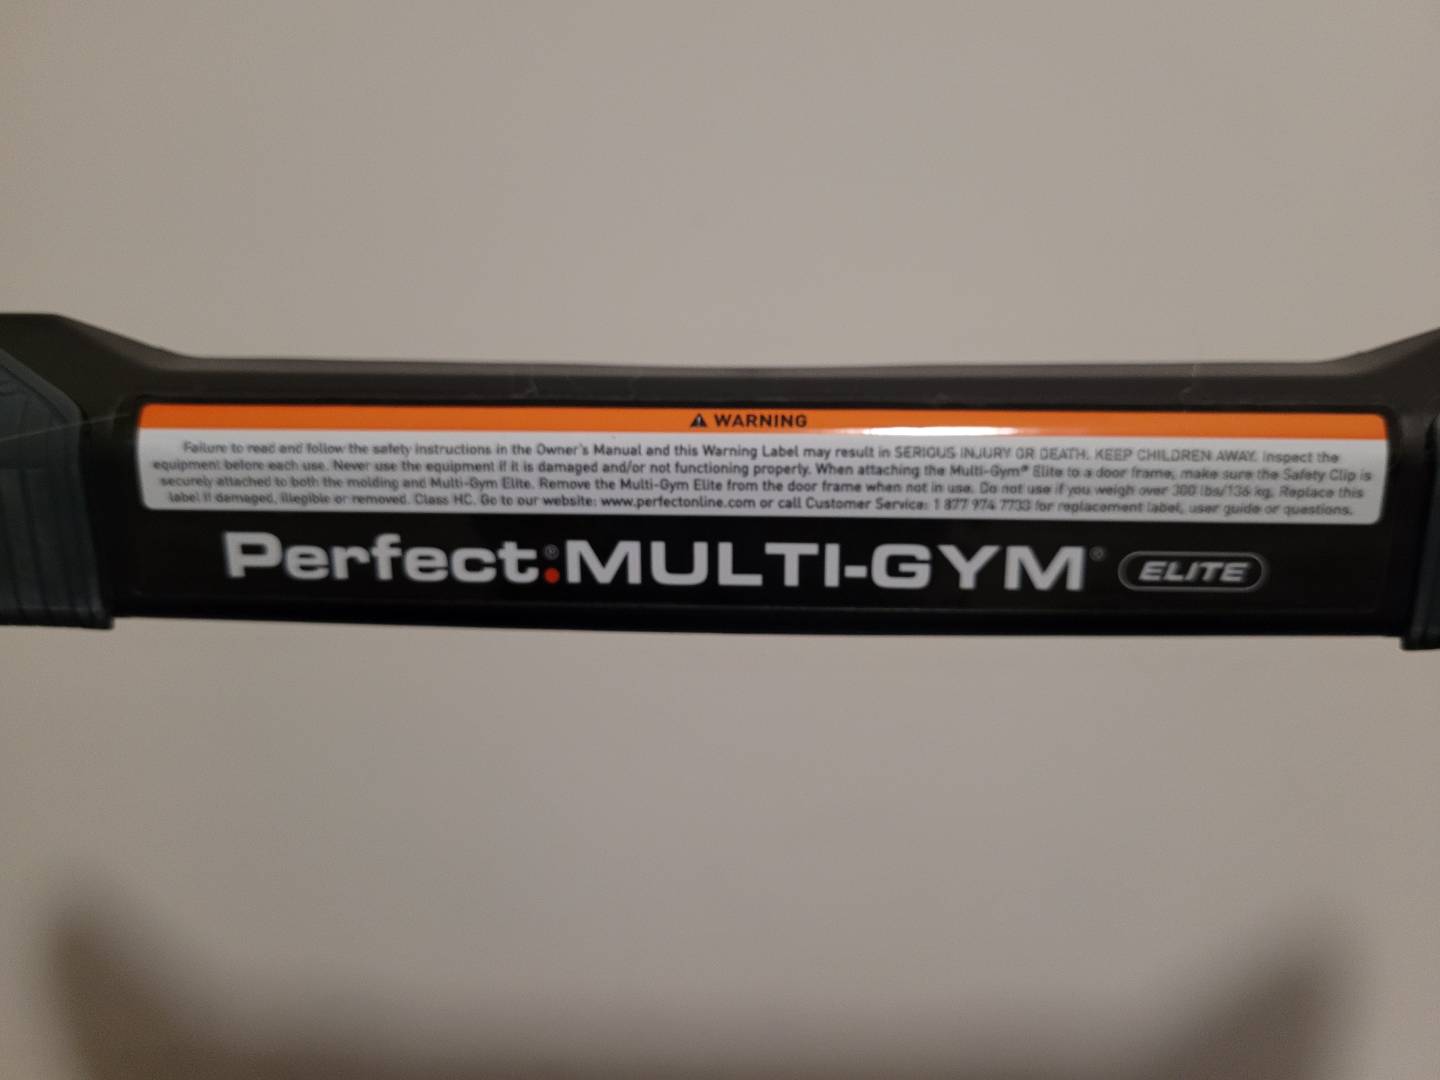 ⚠ WARNING
Failure to read and follow the safety instructions in the Owner's Manual and this Warning Label may result in SERIOUS INJURY OR DEATH. KEEP CHILDREN AWAY. Inspect the
equipment before each use. Never use the equipment if it is damaged and/or not functioning properly. When attaching the Multi-Gym® Elite to a door frame, make sure the Safety Clip is
securely attached to both the molding and Multi-Gym Elite. Remove the Multi-Gym Elite from the door frame when not in use. Do not use if you weigh over 300 lbs/136 kg. Replace this
label if damaged, illegible or removed. Class HC. Go to our website: www.perfectonline.com or call Customer Service: 1 877 974 7733 for replacement label, user guide or questions.
Perfect®MULTI-GYM® ELITE